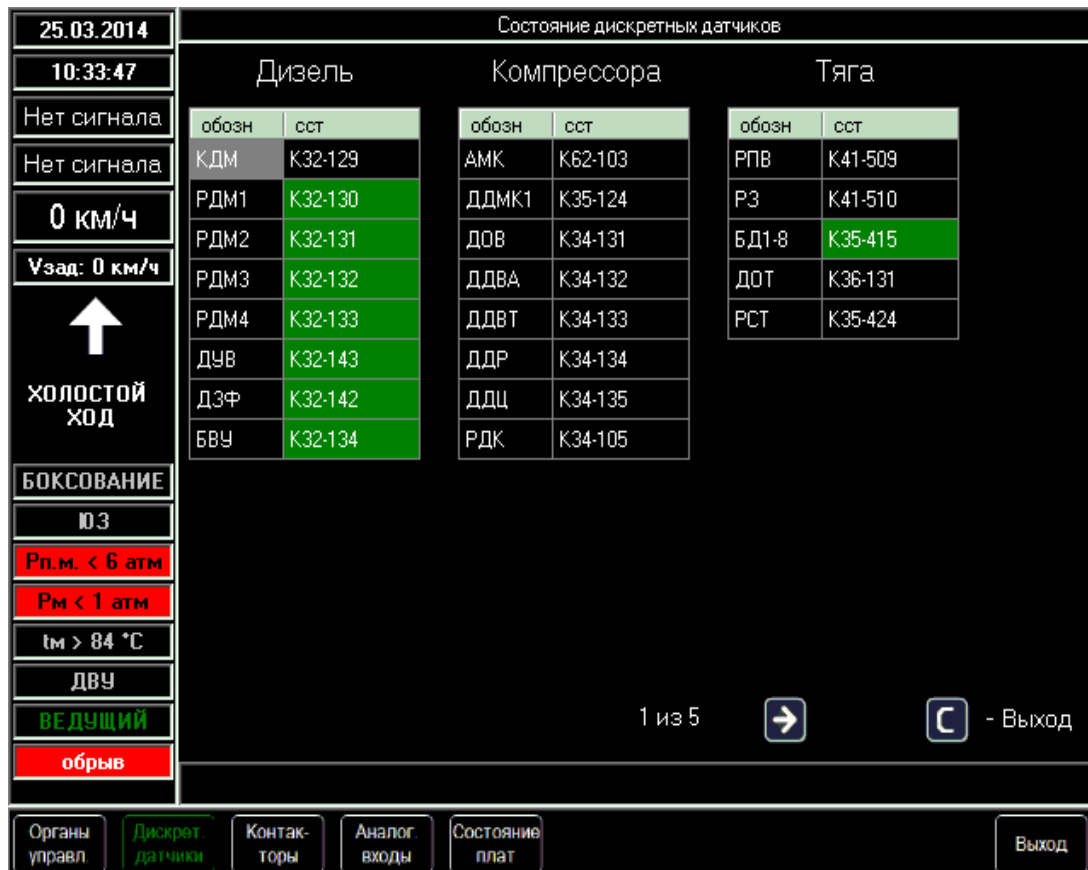 25.03.2014
Состояние дискретных датчиков
10:33:47
Нет сигнала
Нет сигнала
0 км/ч
Vзад: 0 км/ч
ХОЛОСТОЙ
ХОД
БОКСОВАНИЕ
ЮЗ
Рп.м. < 6 атм
Рм < 1 атм
tм > 84 °C
ДВУ
ВЕДУЩИЙ
обрыв
Дизель
обозн сст
КДМ К32-129
РДМ1 К32-130
РДМ2 К32-131
РДМ3 К32-132
РДМ4 К32-133
ДУВ К32-143
ДЗФ К32-142
БВУ К32-134
Компрессора
обозн сст
АМК К62-103
ДДМК1 К35-124
ДОВ К34-131
ДДВА К34-132
ДДВТ К34-133
ДДР К34-134
ДДЦ К34-135
РДК К34-105
Тяга
обозн сст
РПВ К41-509
РЗ К41-510
БД1-8 К35-415
ДОТ К36-131
РСТ К35-424
1 из 5
С - Выход
Органы
управл.
Дискрет.
датчики
Контак-
торы
Аналог.
входы
Состояние
плат
Выход